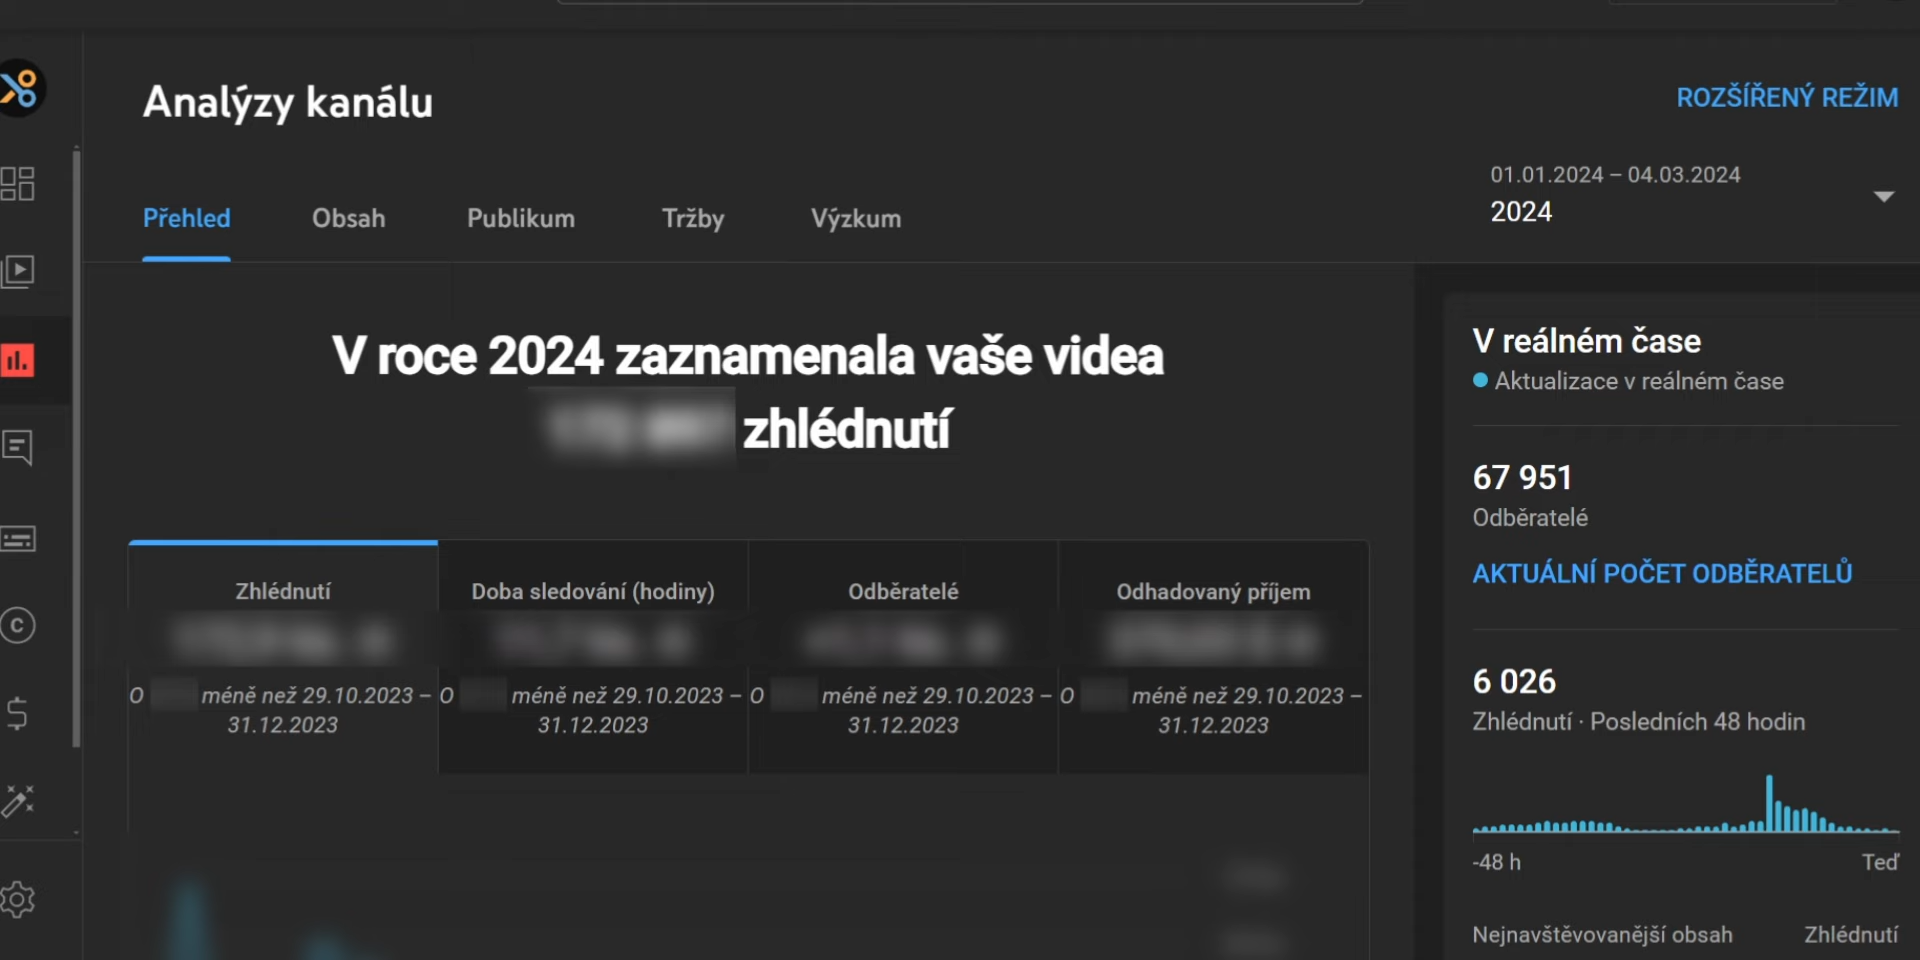 Analýzy kanálu
ROZŠÍŘENÝ REŽIM
01.01.2024 – 04.03.2024
2024
Přehled Obsah Publikum Tržby Výzkum
V roce 2024 zaznamenala vaše videa
zhlédnutí
Zhlédnutí
O méně než 29.10.2023 –
31.12.2023
Doba sledování (hodiny)
O méně než 29.10.2023 –
31.12.2023
Odběratelé
O méně než 29.10.2023 –
31.12.2023
Odhadovaný příjem
O méně než 29.10.2023 –
31.12.2023
V reálném čase
Aktualizace v reálném čase
67 951
Odběratelé
AKTUÁLNÍ POČET ODBĚRATELŮ
6 026
Zhlédnutí · Posledních 48 hodin
-48 h Teď
Nejnavštěvovanější obsah Zhlédnutí